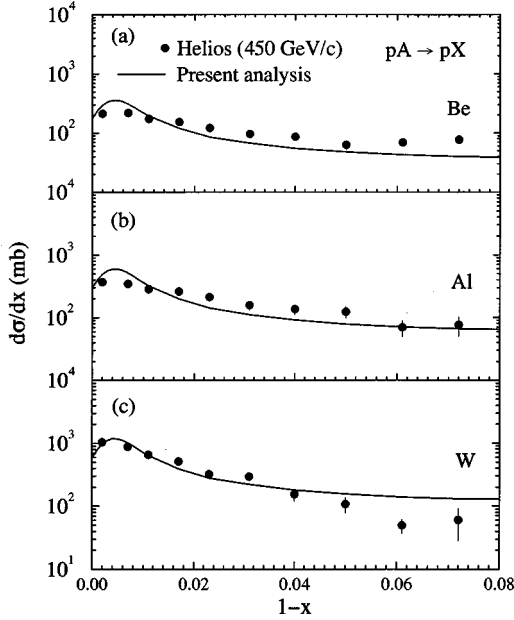 (a)
Helios (450 GeV/c)
pA → pX
Present analysis
Be
10⁴
10³
10²
10⁴
(b)
Al
10³
10²
10⁴
(c)
W
10³
10²
10¹
dσ/dx (mb)
0.00 0.02 0.04 0.06 0.08
1−x